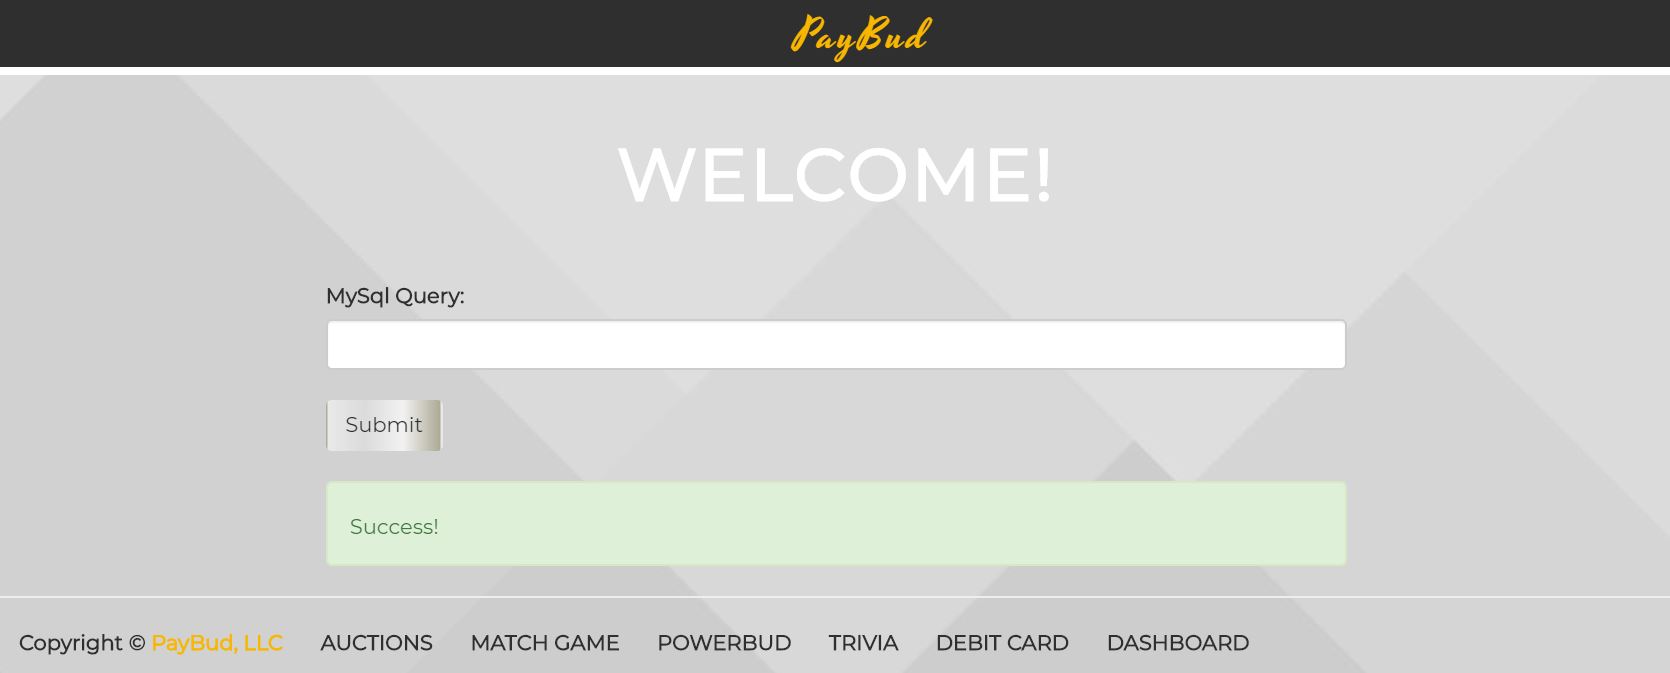 PayBud
WELCOME!
MySql Query:
Submit
Success!
Copyright © PayBud, LLC AUCTIONS MATCH GAME POWERBUD TRIVIA DEBIT CARD DASHBOARD